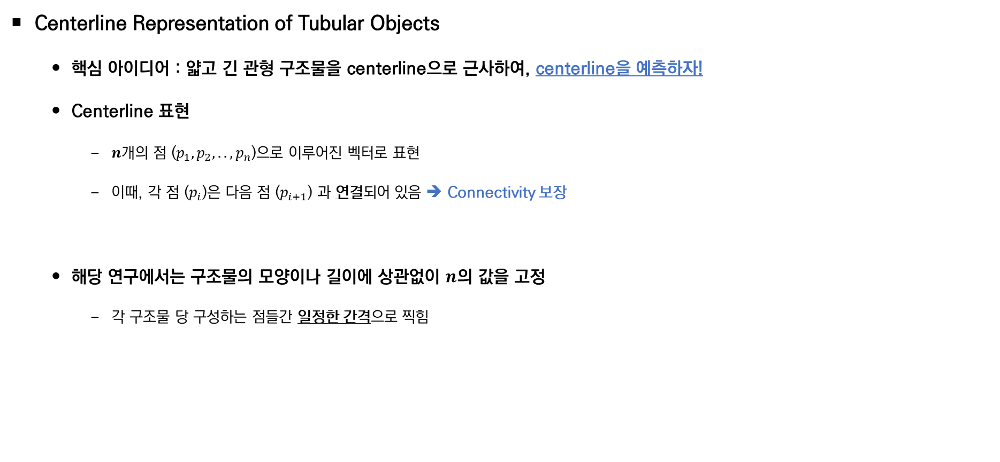 ■ Centerline Representation of Tubular Objects
• 핵심 아이디어 : 얇고 긴 관형 구조물을 centerline으로 근사하여, centerline을 예측하자!
• Centerline 표현
– n개의 점 (p₁,p₂,..,pₙ)으로 이루어진 벡터로 표현
– 이때, 각 점 (pᵢ)은 다음 점 (pᵢ₊₁) 과 연결되어 있음 ➔ Connectivity 보장
• 해당 연구에서는 구조물의 모양이나 길이에 상관없이 n의 값을 고정
– 각 구조물 당 구성하는 점들간 일정한 간격으로 찍힘